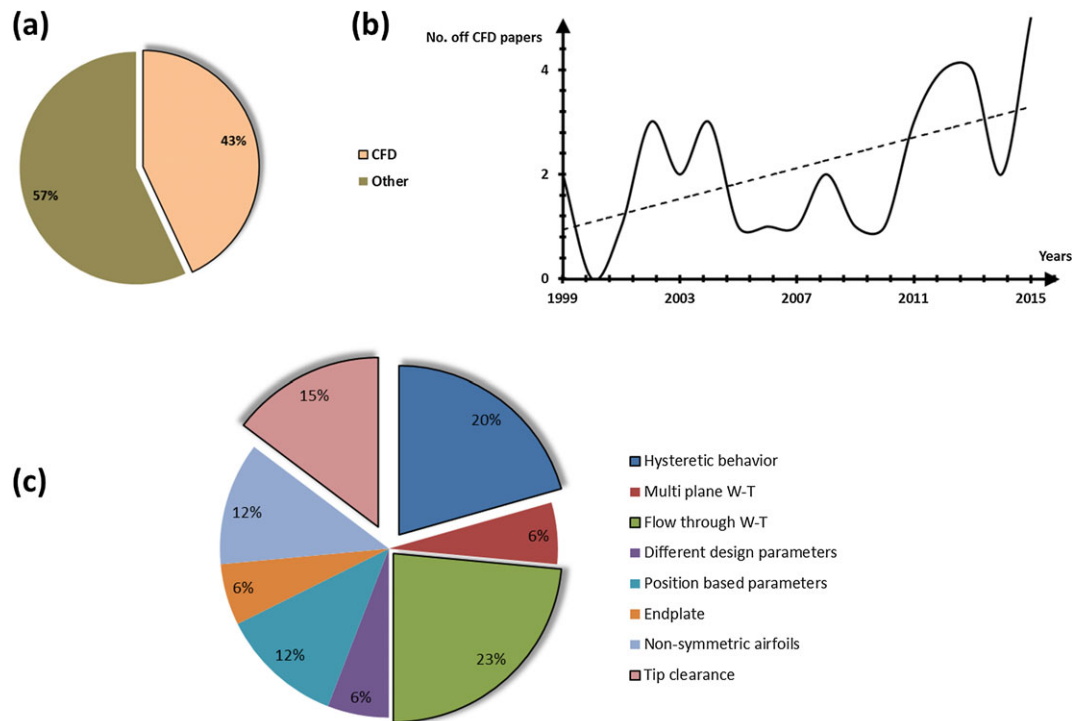 (a)
43%
57%
CFD
Other
(b)
No. off CFD papers
4
2
0
Years
1999
2003
2007
2011
2015
(c)
15%
20%
12%
6%
6%
12%
6%
23%
Hysteretic behavior
Multi plane W-T
Flow through W-T
Different design parameters
Position based parameters
Endplate
Non-symmetric airfoils
Tip clearance